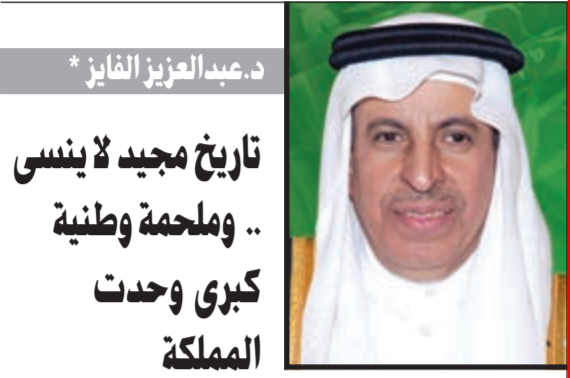 د.عبدالعزيز الفايز *
تاريخ مجيد لا ينسى
.. وملحمة وطنية
كبرى وحدت
المملكة